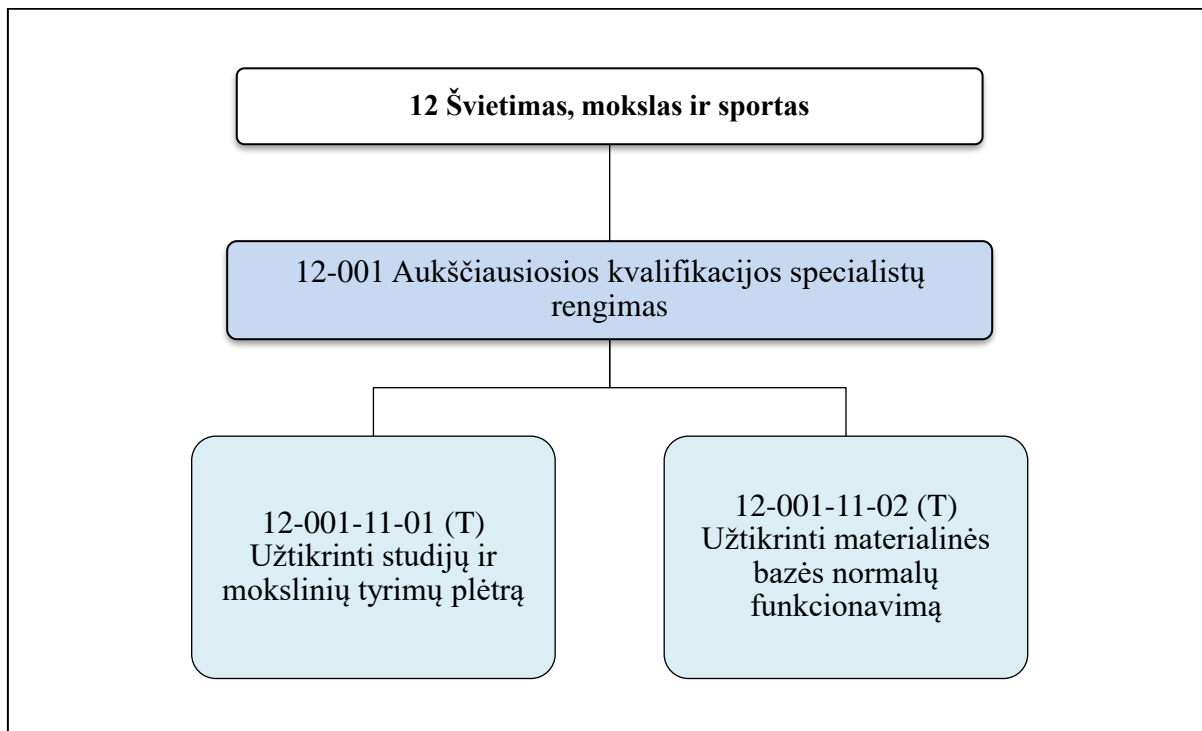 12 Švietimas, mokslas ir sportas
12-001 Aukščiausiosios kvalifikacijos specialistų
rengimas
12-001-11-01 (T)
Užtikrinti studijų ir
mokslinių tyrimų plėtrą
12-001-11-02 (T)
Užtikrinti materialinės
bazės normalų
funkcionavimą